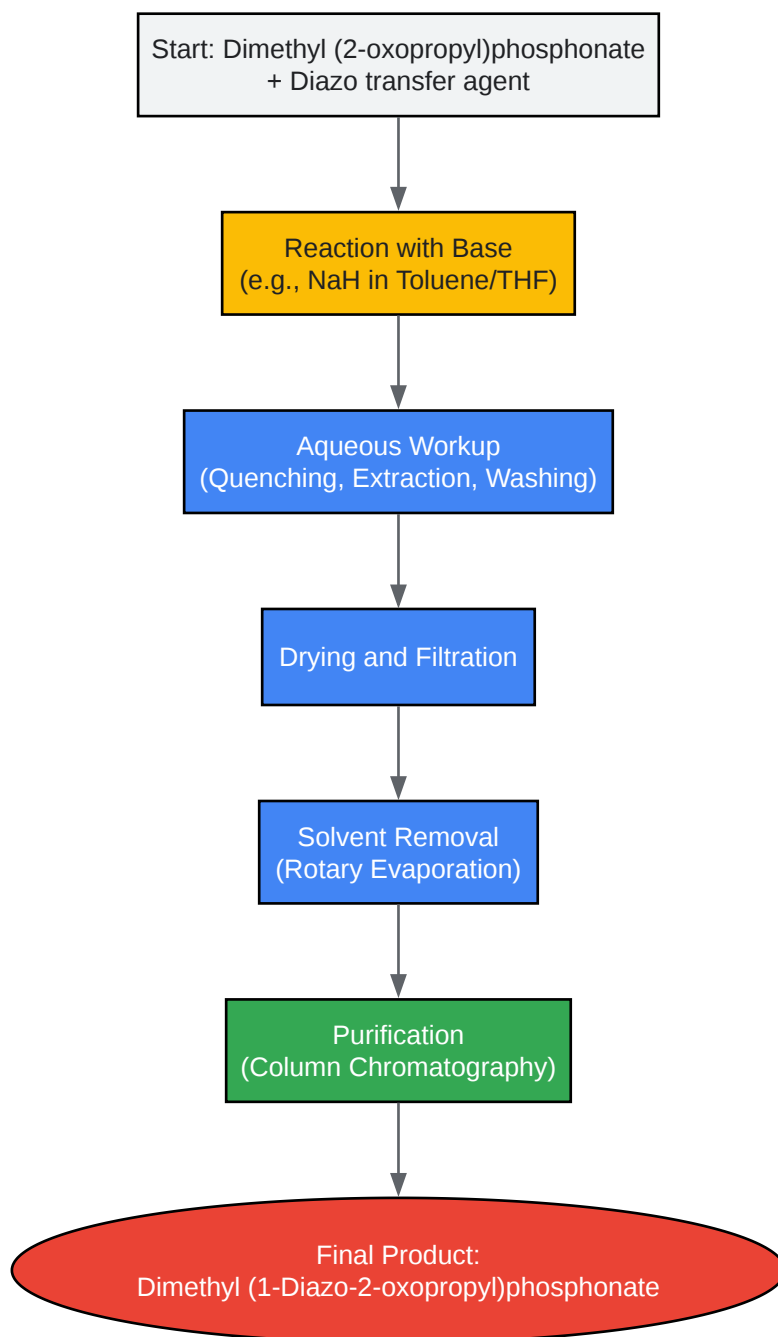 Start: Dimethyl (2-oxopropyl)phosphonate
+ Diazo transfer agent
Reaction with Base
(e.g., NaH in Toluene/THF)
Aqueous Workup
(Quenching, Extraction, Washing)
Drying and Filtration
Solvent Removal
(Rotary Evaporation)
Purification
(Column Chromatography)
Final Product:
Dimethyl (1-Diazo-2-oxopropyl)phosphonate